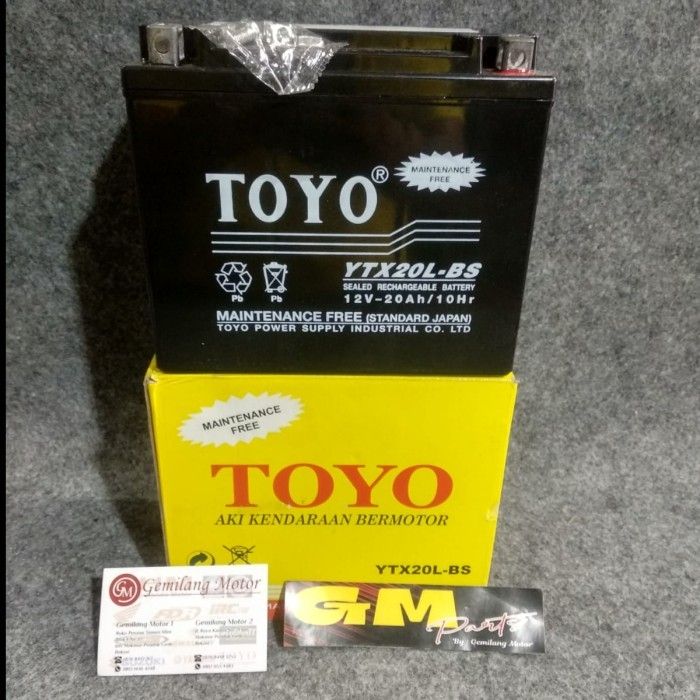 TOYO®
MAINTENANCE
FREE
YTX20L-BS
SEALED RECHARGEABLE BATTERY
12V-20Ah/10Hr
Pb
Pb
MAINTENANCE FREE (STANDARD JAPAN)
TOYO POWER SUPPLY INDUSTRIAL CO. LTD
MAINTENANCE
FREE
TOYO
AKI KENDARAAN BERMOTOR
YTX20L-BS
GM
Gemilang Motor
Gemilang Motor 1
Gemilang Motor 2
GM
Parts
By : Gemilang Motor